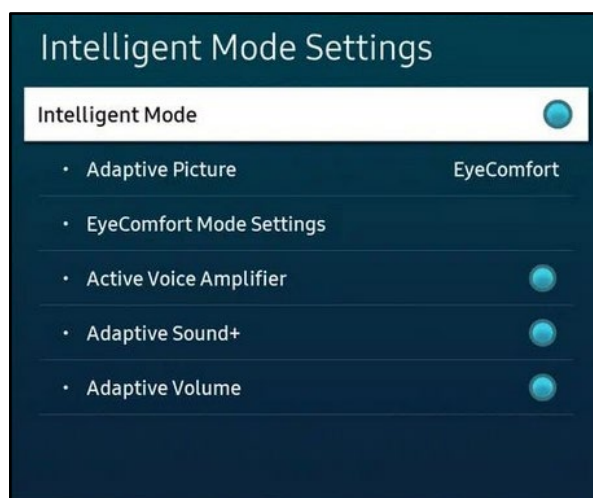 Intelligent Mode Settings
Intelligent Mode
• Adaptive Picture EyeComfort
• EyeComfort Mode Settings
• Active Voice Amplifier
• Adaptive Sound+
• Adaptive Volume